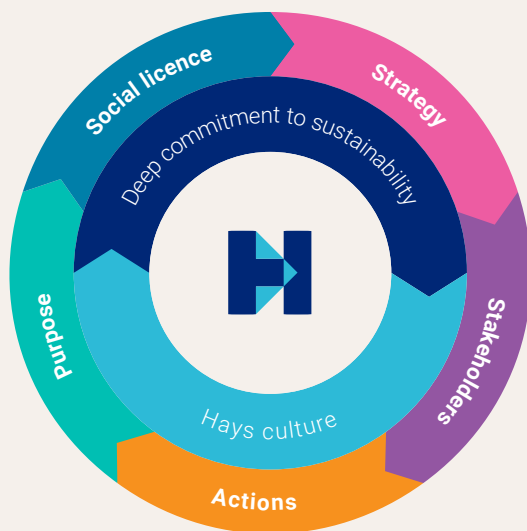 Social licence
Strategy
Stakeholders
Actions
Purpose
Deep commitment to sustainability
Hays culture
H